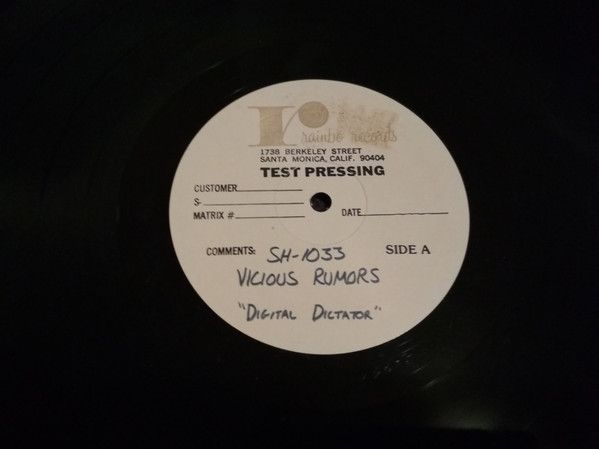 r
rainbo records
1738 BERKELEY STREET
SANTA MONICA, CALIF. 90404
TEST PRESSING
CUSTOMER
S-
MATRIX # DATE
COMMENTS: SH-1033 SIDE A
VICIOUS RUMORS
"DIGITAL DICTATOR"